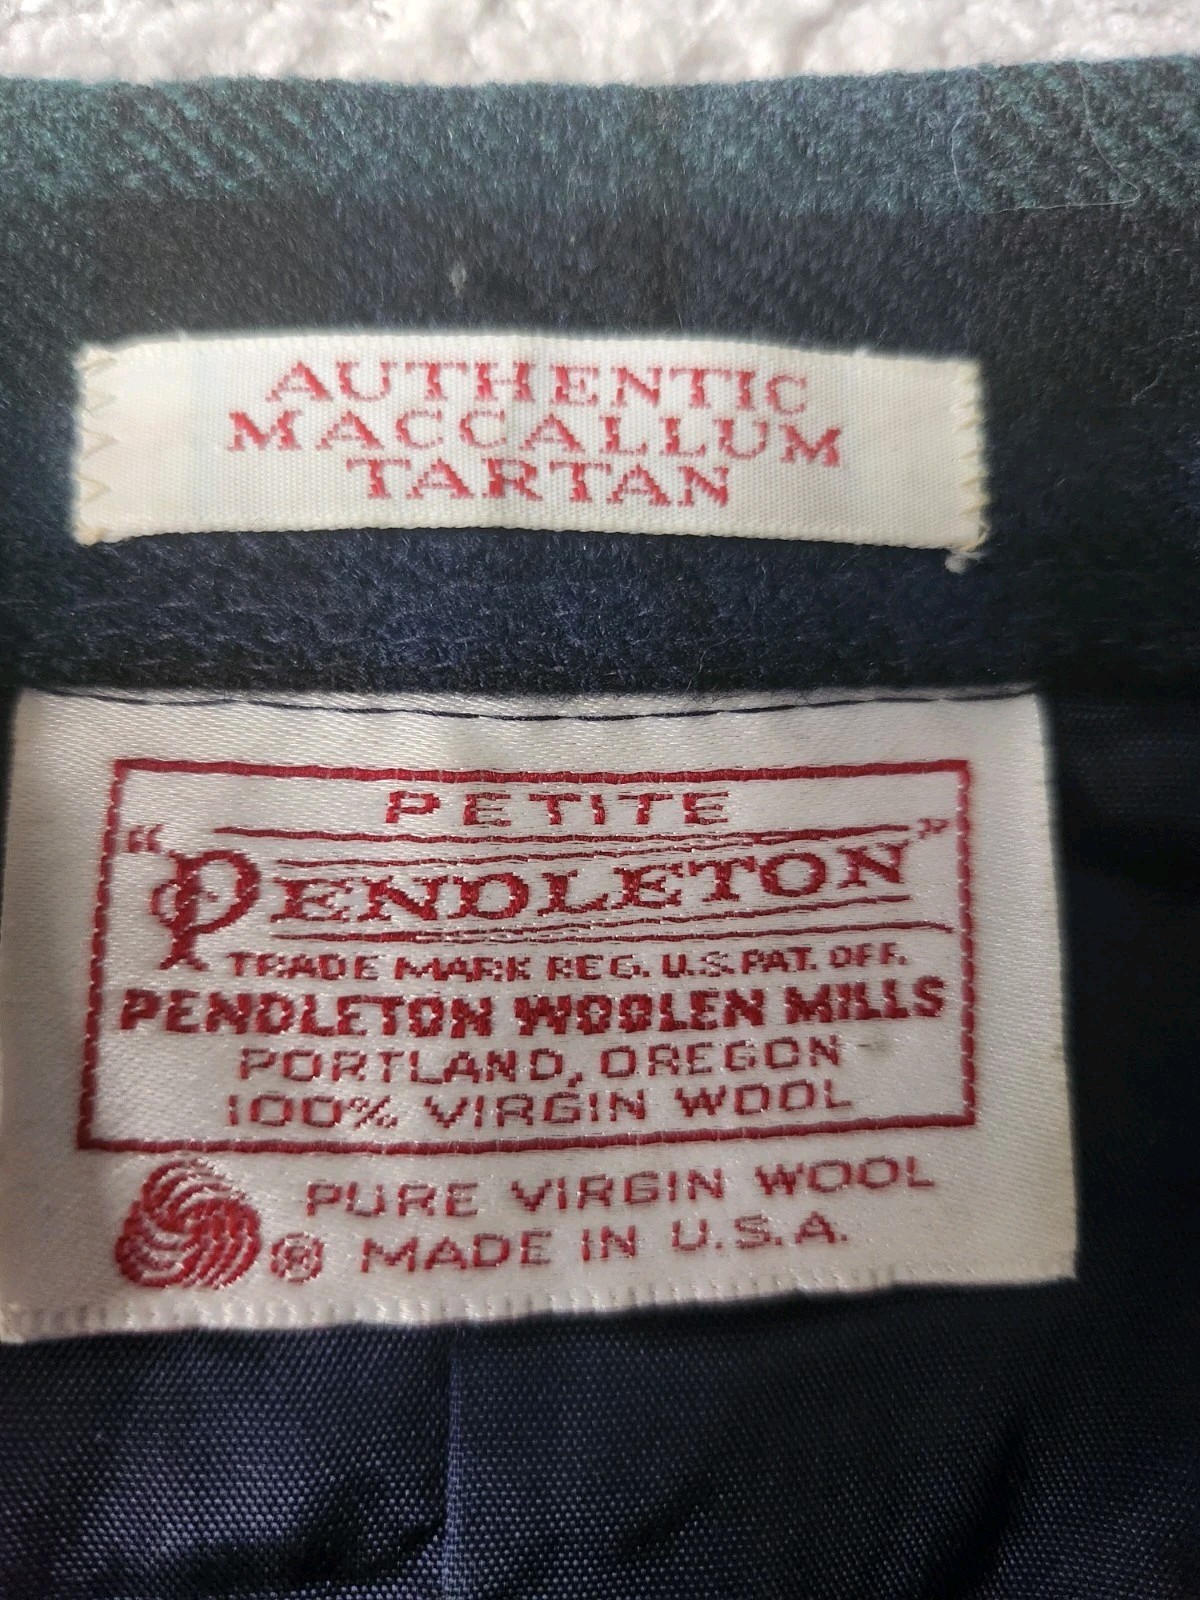 AUTHENTIC
MACCALLUM
TARTAN
PETITE
"PENDLETON"
TRADE MARK REG. U.S. PAT. OFF.
PENDLETON WOOLEN MILLS
PORTLAND, OREGON
100% VIRGIN WOOL
PURE VIRGIN WOOL
® MADE IN U.S.A.